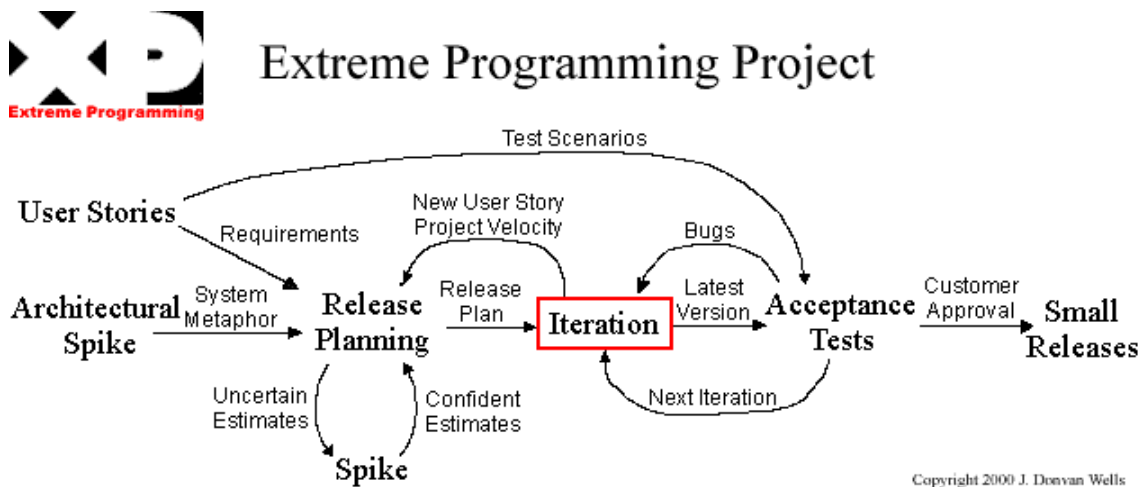 XP
Extreme Programming
Extreme Programming Project
Test Scenarios
User Stories
Requirements
New User Story
Project Velocity
Bugs
Architectural
Spike
System
Metaphor
Release
Planning
Release
Plan
Iteration
Latest
Version
Acceptance
Tests
Customer
Approval
Small
Releases
Uncertain
Estimates
Confident
Estimates
Next Iteration
Spike
Copyright 2000 J. Donvan Wells